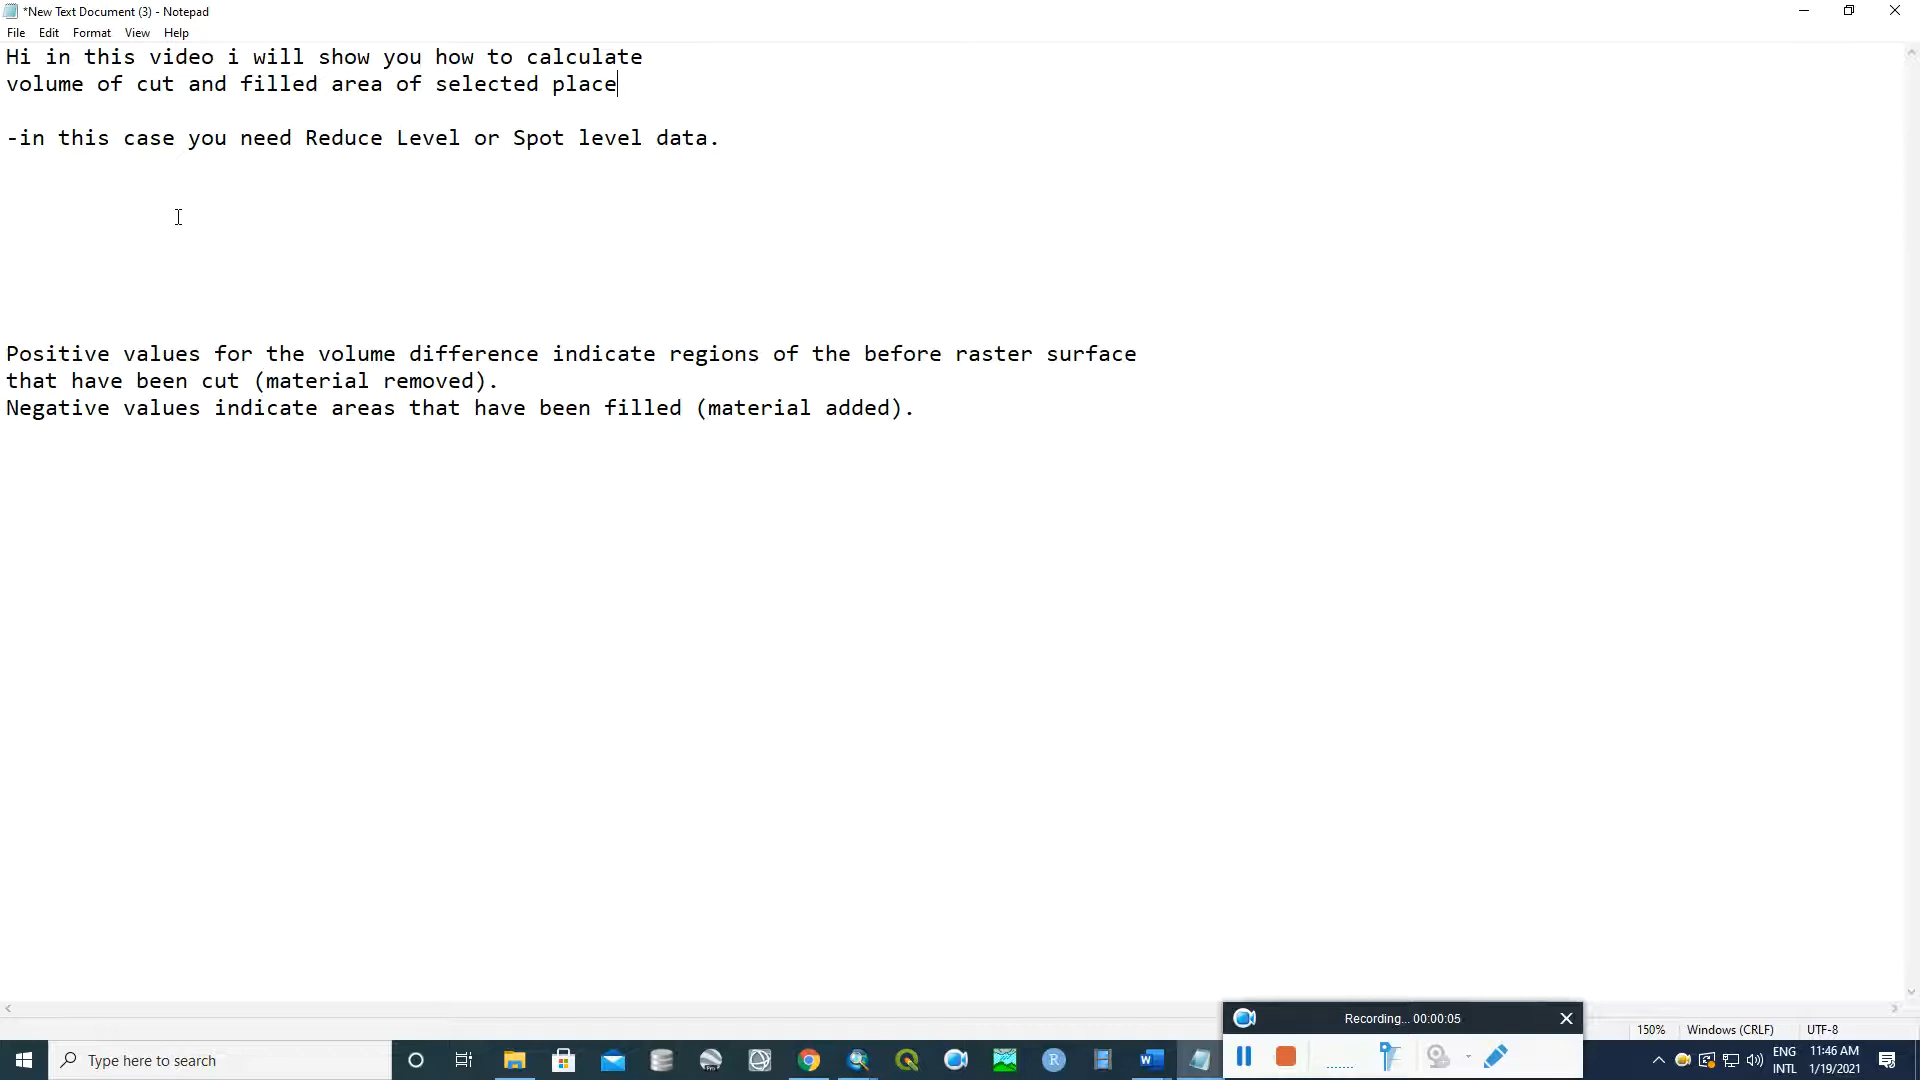 *New Text Document (3) - Notepad
File Edit Format View Help
Hi in this video i will show you how to calculate
volume of cut and filled area of selected place
-in this case you need Reduce Level or Spot level data.
Positive values for the volume difference indicate regions of the before raster surface
that have been cut (material removed).
Negative values indicate areas that have been filled (material added).
Recording... 00:00:05
150% Windows (CRLF) UTF-8
Type here to search
ENG
INTL
11:46 AM
1/19/2021